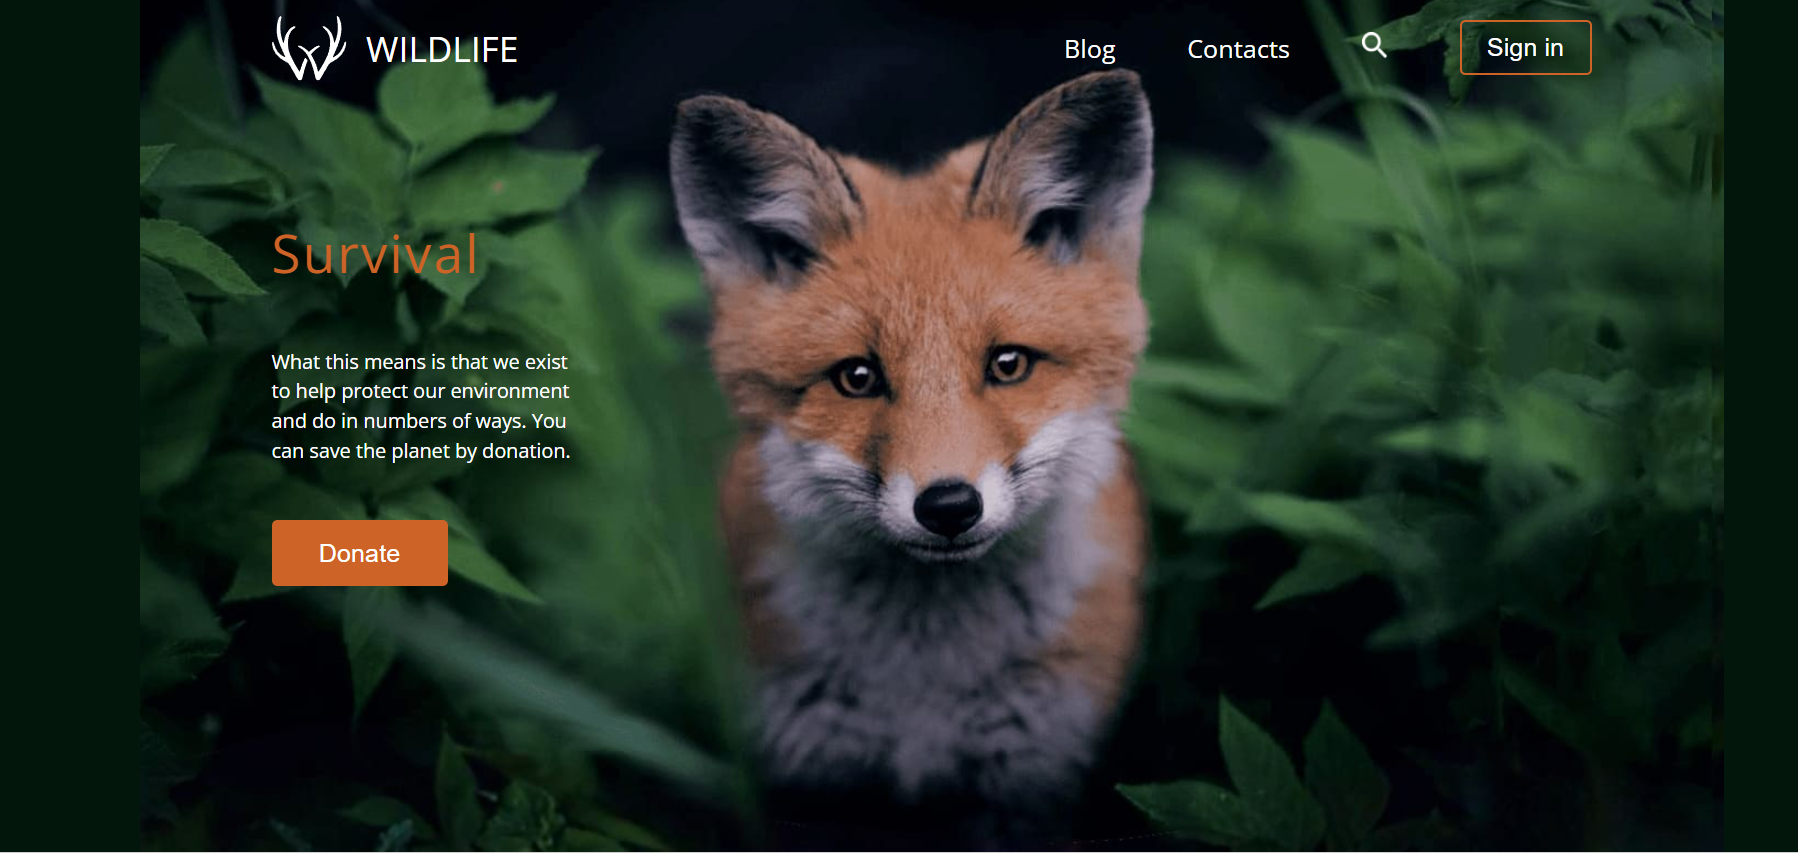 WILDLIFE
Blog
Contacts
Sign in
Survival
What this means is that we exist
to help protect our environment
and do in numbers of ways. You
can save the planet by donation.
Donate